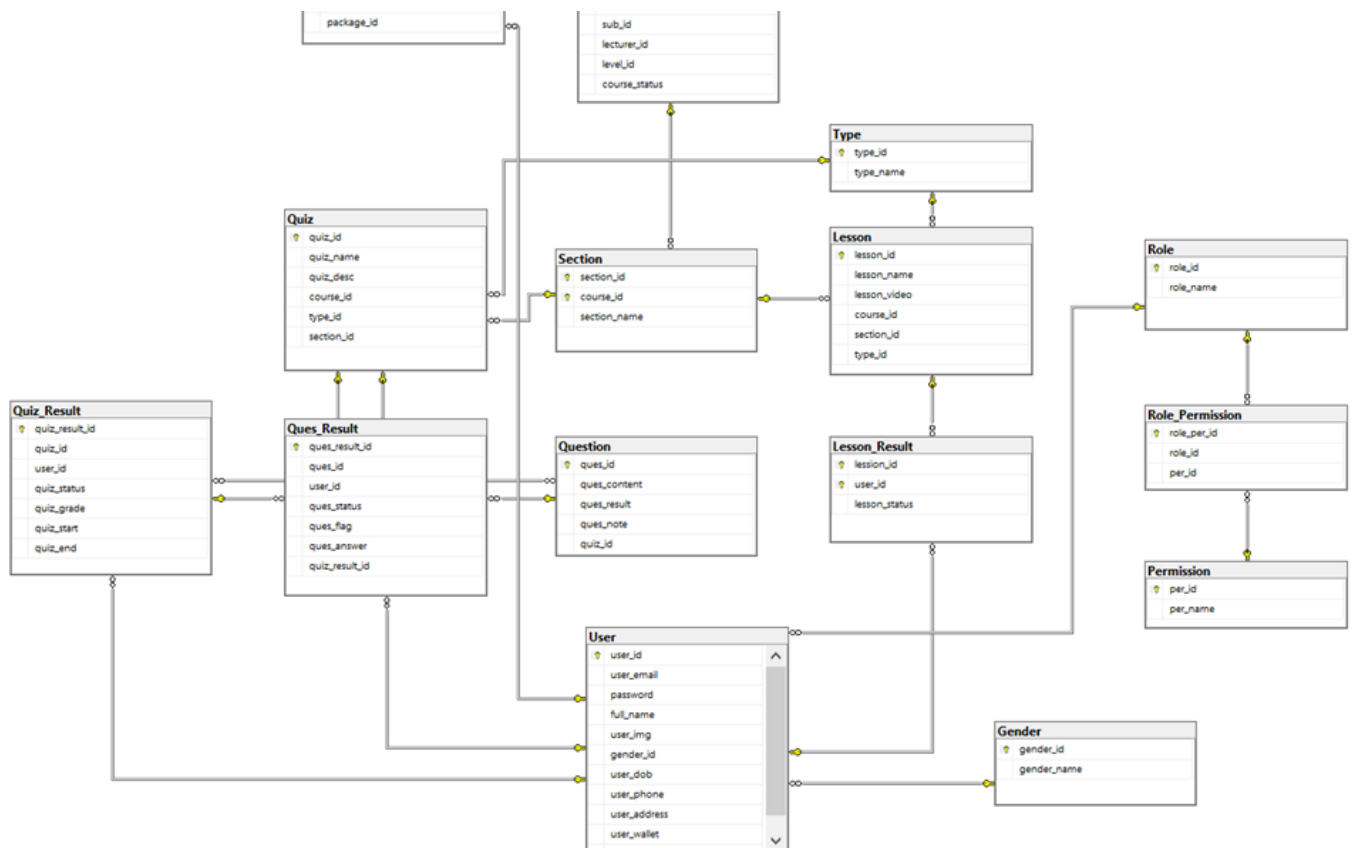 package_id
sub_id
lecturer_id
level_id
course_status
Type
type_id
type_name
Quiz
quiz_id
quiz_name
quiz_desc
course_id
type_id
section_id
Section
section_id
course_id
section_name
Lesson
lesson_id
lesson_name
lesson_video
course_id
section_id
type_id
Role
role_id
role_name
Quiz_Result
quiz_result_id
quiz_id
user_id
quiz_status
quiz_grade
quiz_start
quiz_end
Ques_Result
ques_result_id
ques_id
user_id
ques_status
ques_flag
ques_answer
quiz_result_id
Question
ques_id
ques_content
ques_result
ques_note
quiz_id
Lesson_Result
lession_id
user_id
lesson_status
Role_Permission
role_per_id
role_id
per_id
Permission
per_id
per_name
User
user_id
user_email
password
full_name
user_img
gender_id
user_dob
user_phone
user_address
user_wallet
Gender
gender_id
gender_name